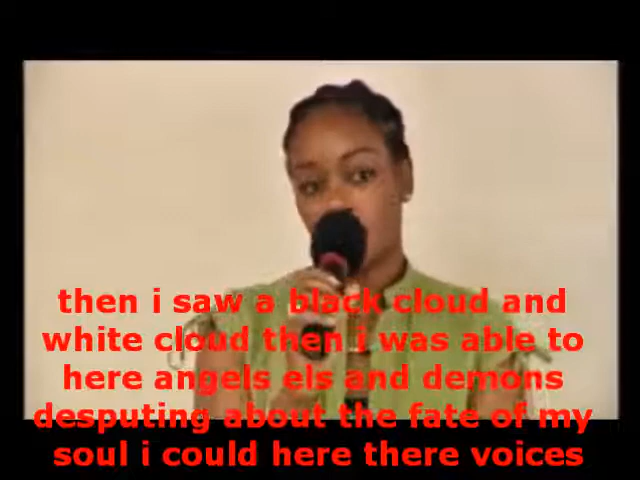 then i saw a black cloud and
white cloud then i was able to
here angels els and demons
desputing about the fate of my
soul i could here there voices